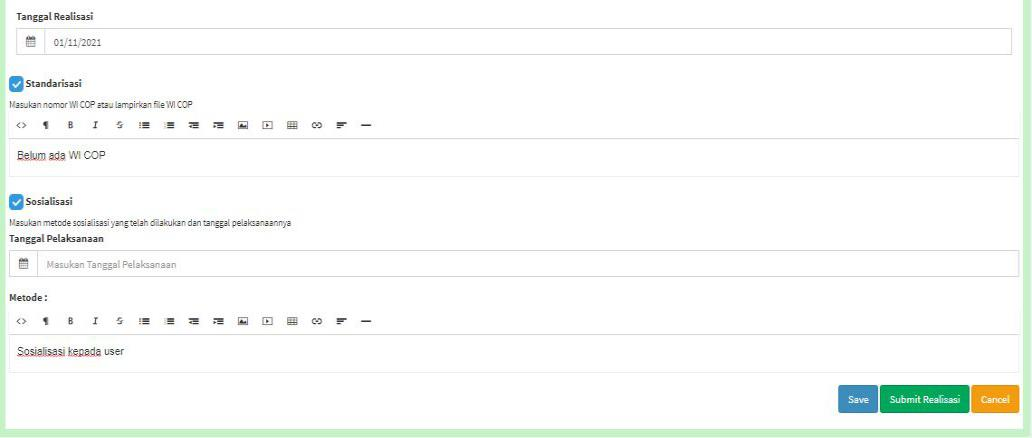 Tanggal Realisasi
01/11/2021
Standarisasi
Masukan nomor WI COP atau lampirkan file WI COP
Belum ada WI COP
Sosialisasi
Masukan metode sosialisasi yang telah dilakukan dan tanggal pelaksanaannya
Tanggal Pelaksanaan
Masukan Tanggal Pelaksanaan
Metode :
Sosialisasi kepada user
Save Submit Realisasi Cancel